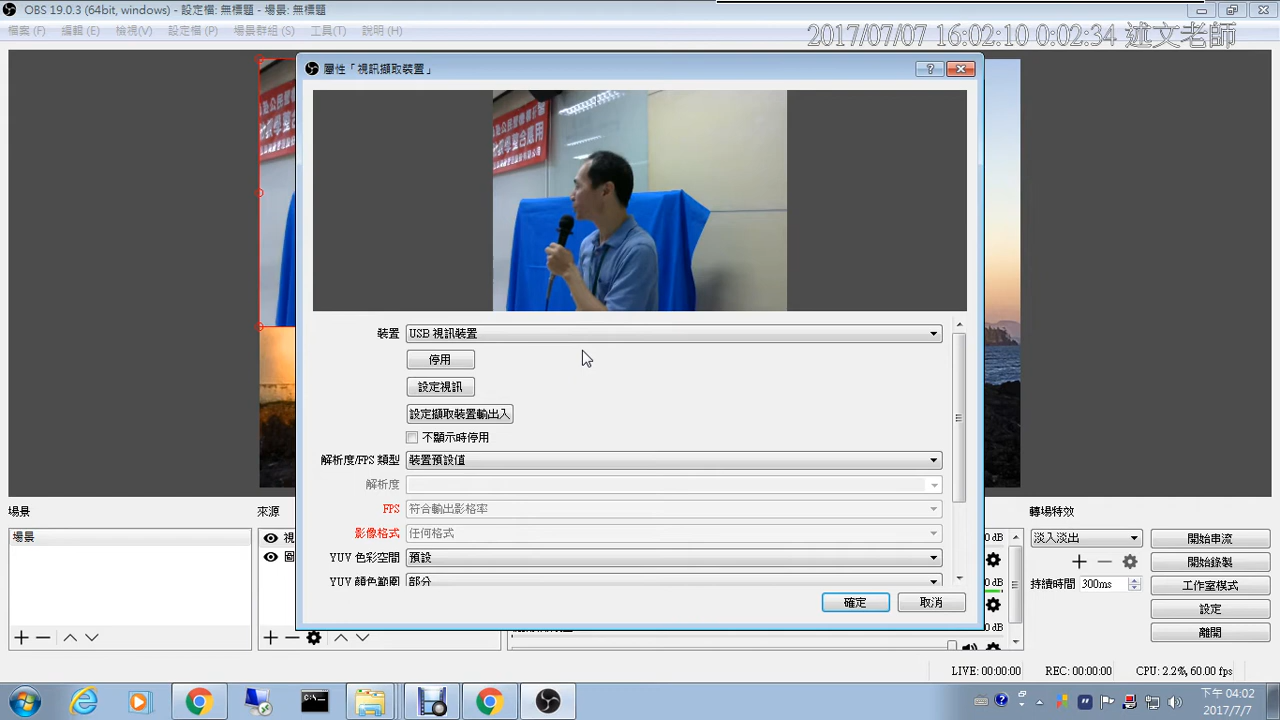 OBS 19.0.3 (64bit, windows) - 設定檔: 無標題 - 場景: 無標題
檔案 (F) 編輯 (E) 檢視(V) 設定檔 (P) 場景群組 (S) 工具(T) 說明 (H)
2017/07/07 16:02:10 0:02:34 述文老師
屬性「視訊擷取裝置」
裝置 USB 視訊裝置
停用
設定視訊
設定擷取裝置輸出入
不顯示時停用
解析度/FPS 類型 裝置預設值
解析度
FPS 符合輸出影格率
影像格式 任何格式
YUV 色彩空間 預設
YUV 顏色範圍 部分
確定 取消
場景
場景
來源
視
圖
0 dB
0 dB
0 dB
轉場特效
淡入淡出
持續時間 300ms
開始串流
開始錄製
工作室模式
設定
離開
LIVE: 00:00:00 REC: 00:00:00 CPU: 2.2%, 60.00 fps
下午 04:02
2017/7/7